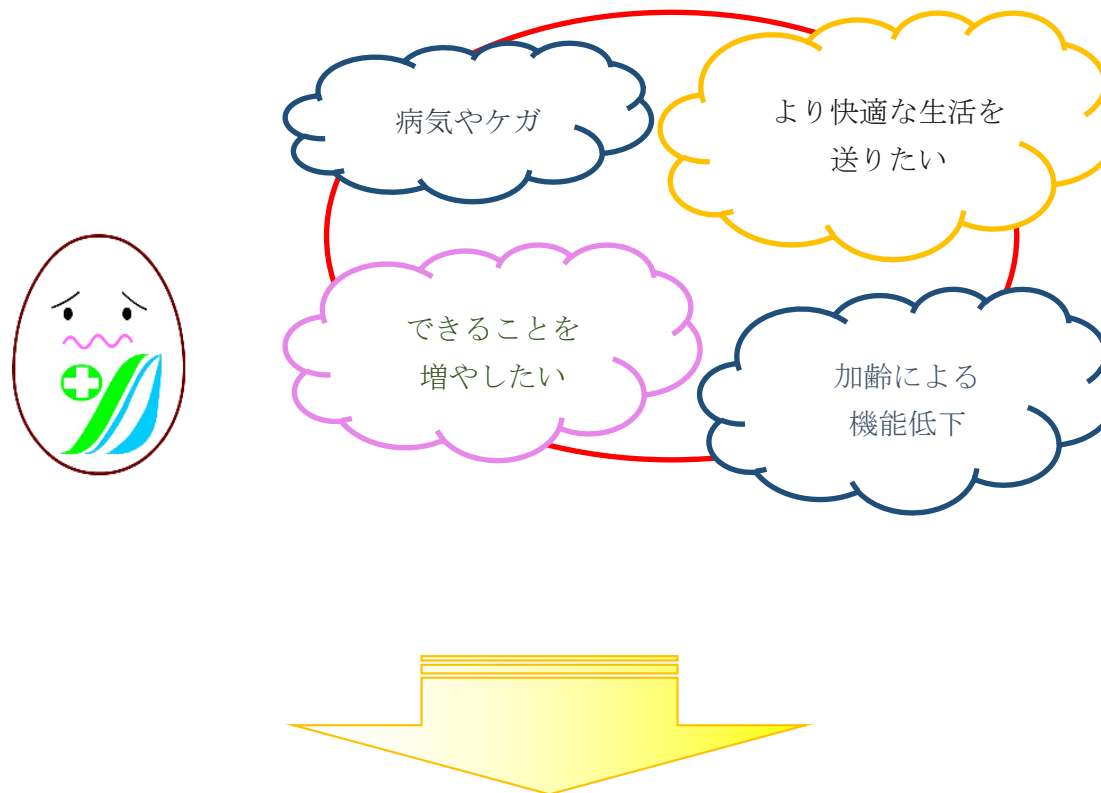 病気やケガ
より快適な生活を
送りたい
できることを
増やしたい
加齢による
機能低下